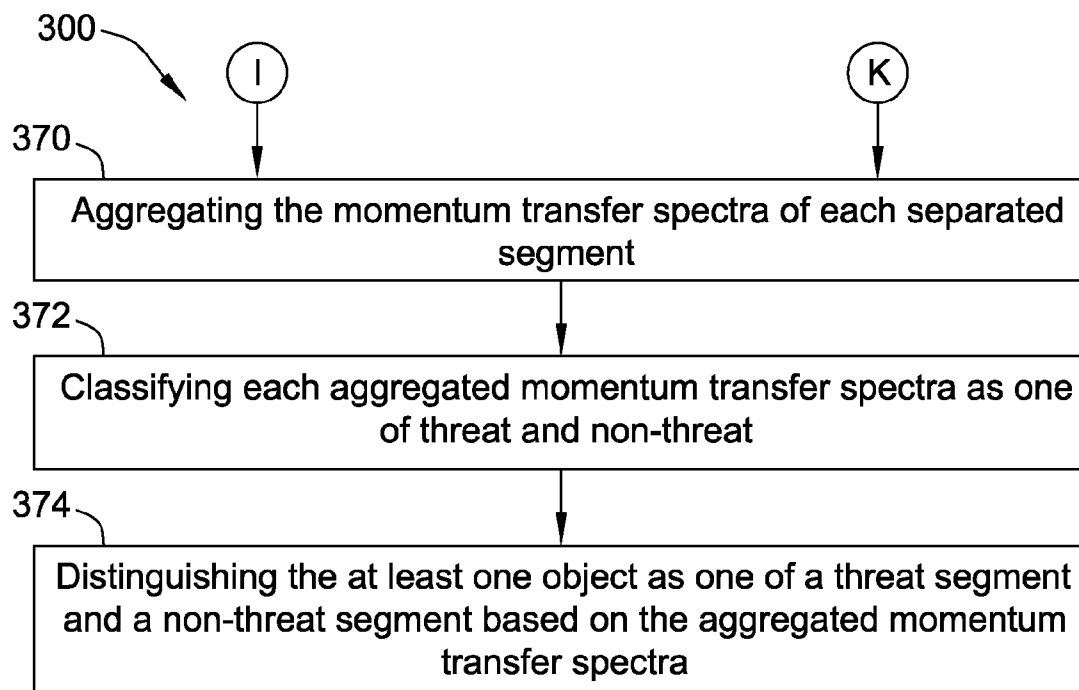 300
I
K
370
Aggregating the momentum transfer spectra of each separated
segment
372
Classifying each aggregated momentum transfer spectra as one
of threat and non-threat
374
Distinguishing the at least one object as one of a threat segment
and a non-threat segment based on the aggregated momentum
transfer spectra